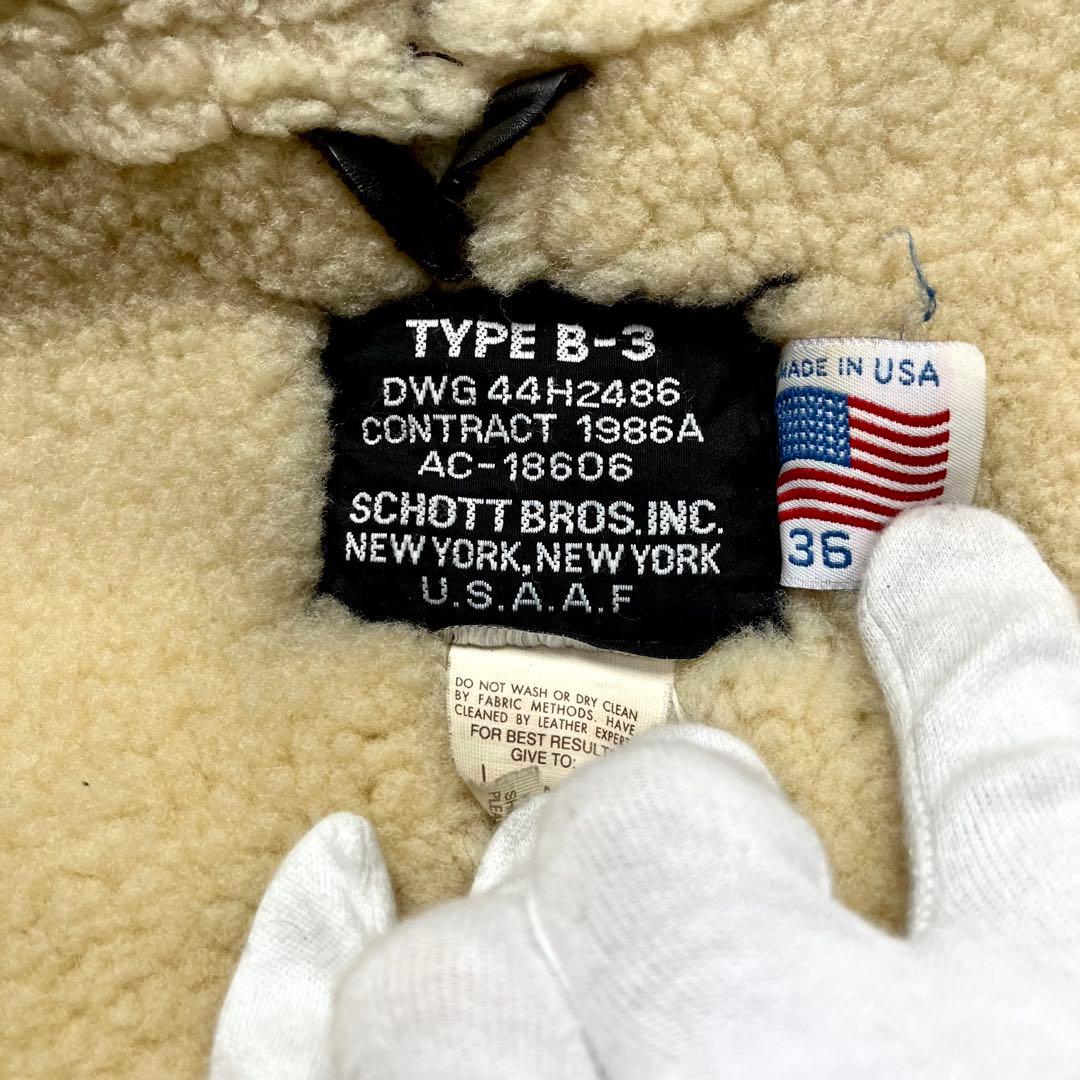 TYPE B-3
DWG 44H2486
CONTRACT 1986A
AC-18606
SCHOTT BROS. INC.
NEW YORK, NEW YORK
U.S.A.A.F
MADE IN USA
36
DO NOT WASH OR DRY CLEAN
BY FABRIC METHODS. HAVE
CLEANED BY LEATHER EXPERT
FOR BEST RESULT
GIVE TO: